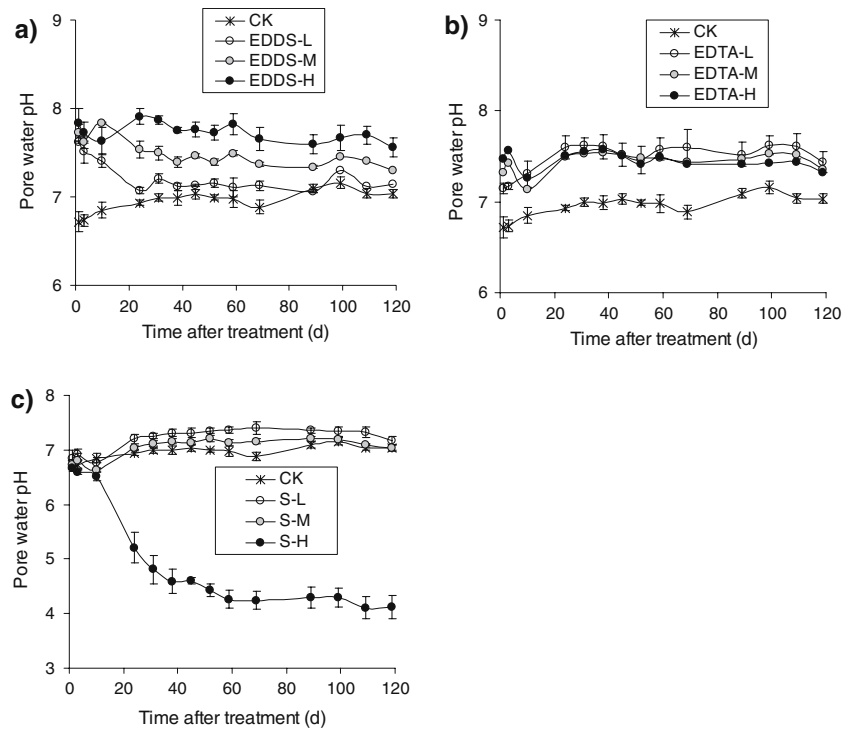 a)
9
8
7
6
Pore water pH
CK
EDDS-L
EDDS-M
EDDS-H
0 20 40 60 80 100 120
Time after treatment (d)
b)
9
8
7
6
Pore water pH
CK
EDTA-L
EDTA-M
EDTA-H
0 20 40 60 80 100 120
Time after treatment (d)
c)
8
7
6
5
4
3
Pore water pH
CK
S-L
S-M
S-H
0 20 40 60 80 100 120
Time after treatment (d)